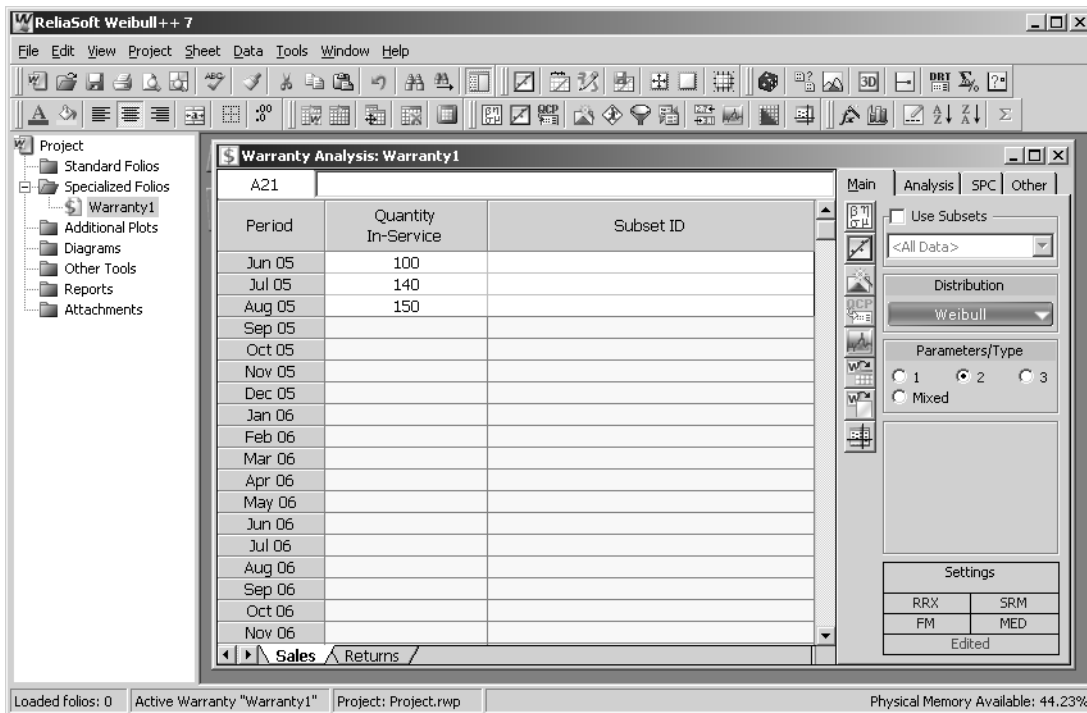 ReliaSoft Weibull++ 7
File Edit View Project Sheet Data Tools Window Help
Project
Standard Folios
Specialized Folios
Warranty1
Additional Plots
Diagrams
Other Tools
Reports
Attachments
Warranty Analysis: Warranty1
A21
Period Quantity In-Service Subset ID
Jun 05 100
Jul 05 140
Aug 05 150
Sep 05
Oct 05
Nov 05
Dec 05
Jan 06
Feb 06
Mar 06
Apr 06
May 06
Jun 06
Jul 06
Aug 06
Sep 06
Oct 06
Nov 06
Sales Returns
Main Analysis SPC Other
Use Subsets
<All Data>
Distribution
Weibull
Parameters/Type
1 2 3
Mixed
QCP
Settings
RRX SRM
FM MED
Edited
Loaded folios: 0 Active Warranty "Warranty1" Project: Project.rwp Physical Memory Available: 44.23%